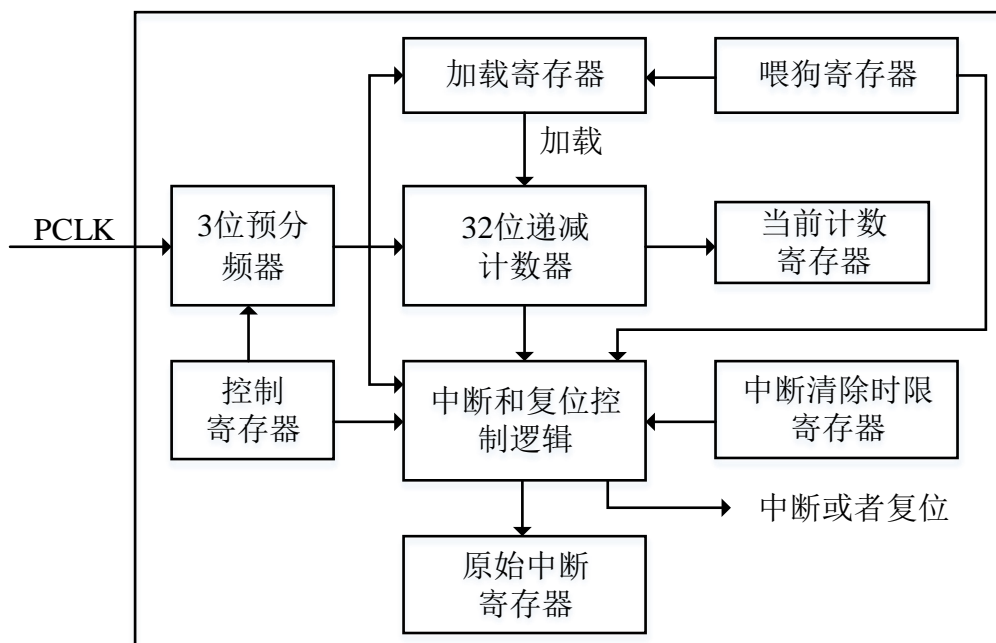 加载寄存器
喂狗寄存器
加载
PCLK
3位预分
频器
32位递减
计数器
当前计数
寄存器
控制
寄存器
中断和复位控
制逻辑
中断清除时限
寄存器
中断或者复位
原始中断
寄存器